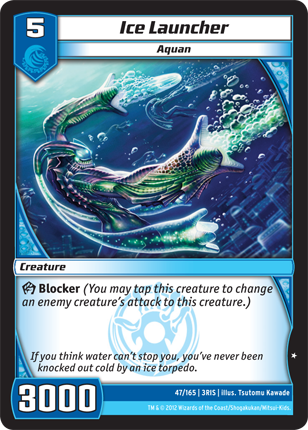 5
Ice Launcher
Aquan
Creature
Blocker (You may tap this creature to change
an enemy creature's attack to this creature.)
If you think water can't stop you, you've never been
knocked out cold by an ice torpedo.
3000
47/165 | 3RIS | illus. Tsutomu Kawade
TM & © 2012 Wizards of the Coast/Shogakukan/Mitsui-Kids.